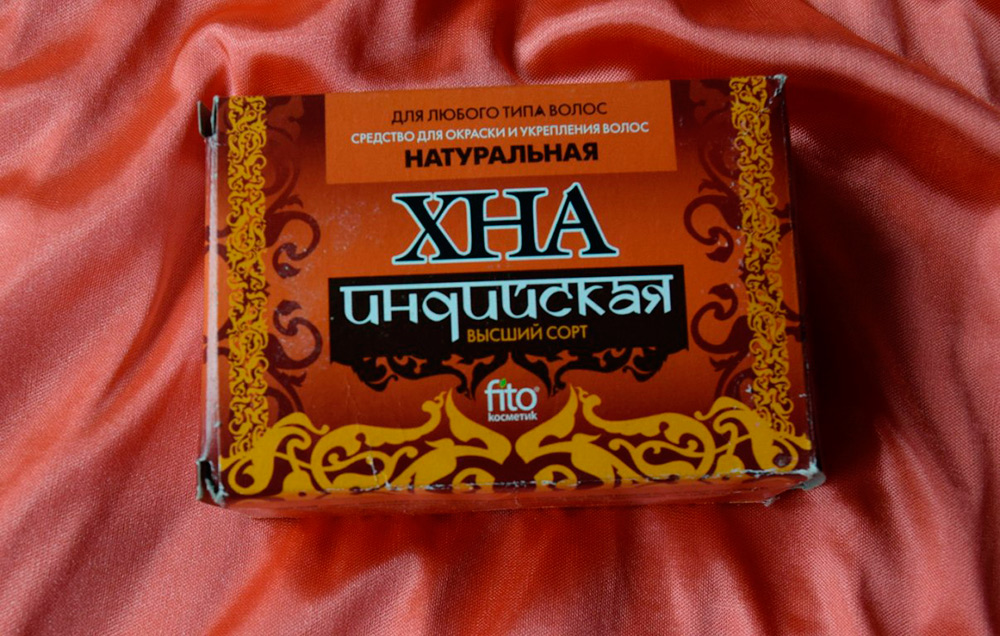 ДЛЯ ЛЮБОГО ТИПА ВОЛОС
СРЕДСТВО ДЛЯ ОКРАСКИ И УКРЕПЛЕНИЯ ВОЛОС
НАТУРАЛЬНАЯ
ХНА
индийская
ВЫСШИЙ СОРТ
fito®
косметик